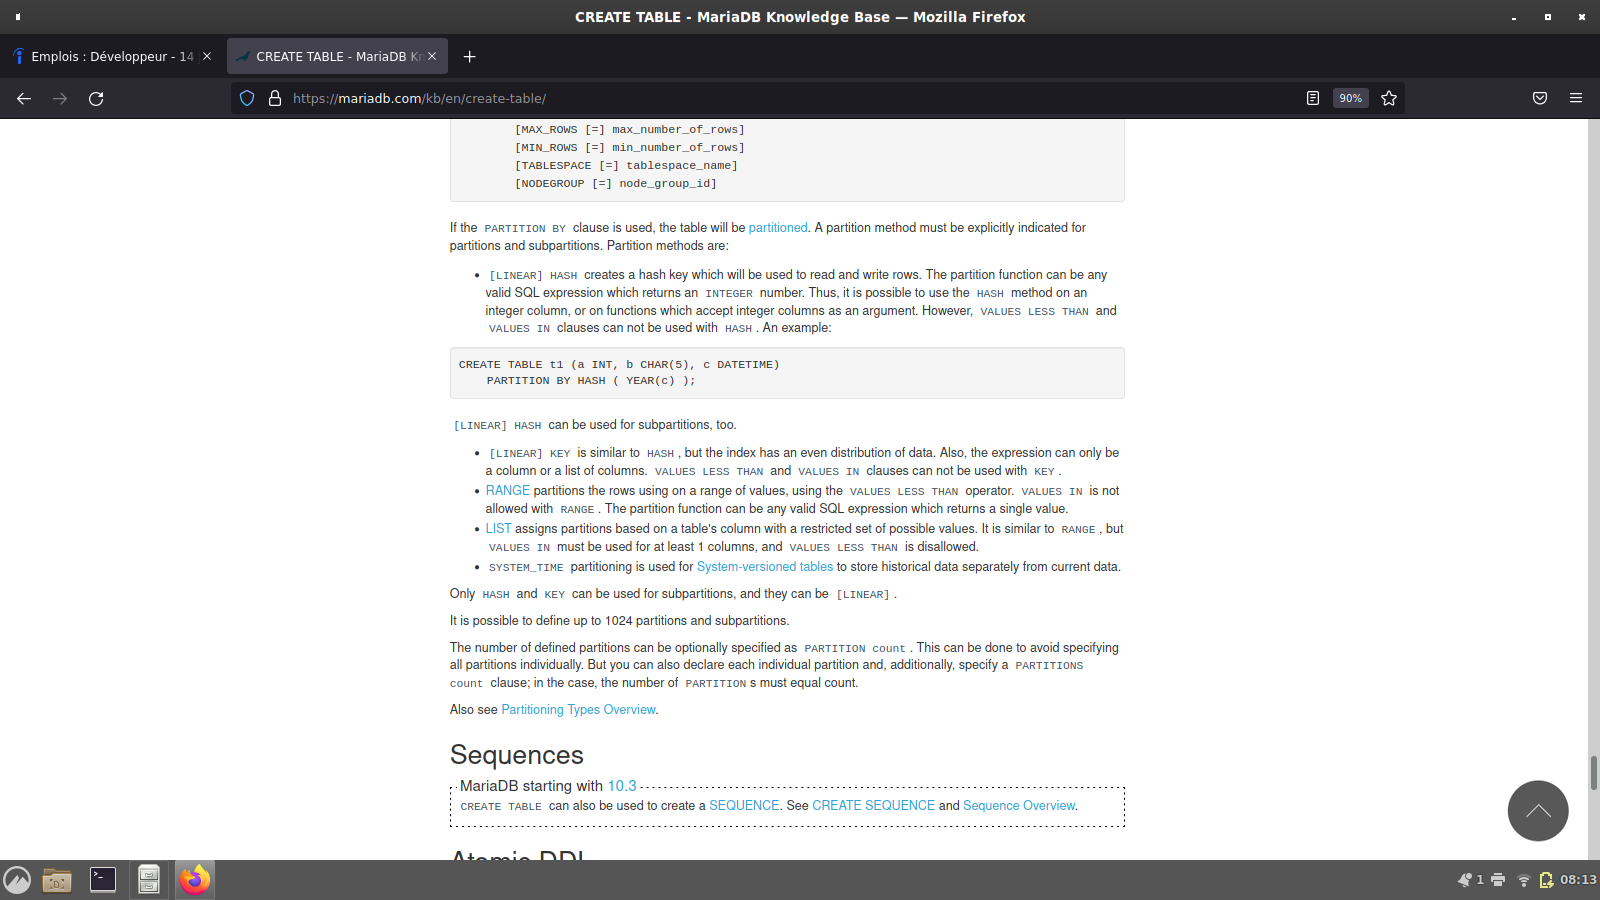 CREATE TABLE - MariaDB Knowledge Base — Mozilla Firefox
Emplois : Développeur - 14
CREATE TABLE - MariaDB Kn
https://mariadb.com/kb/en/create-table/
90%
[MAX_ROWS [=] max_number_of_rows]
[MIN_ROWS [=] min_number_of_rows]
[TABLESPACE [=] tablespace_name]
[NODEGROUP [=] node_group_id]
If the PARTITION BY clause is used, the table will be partitioned. A partition method must be explicitly indicated for
partitions and subpartitions. Partition methods are:
• [LINEAR] HASH creates a hash key which will be used to read and write rows. The partition function can be any
valid SQL expression which returns an INTEGER number. Thus, it is possible to use the HASH method on an
integer column, or on functions which accept integer columns as an argument. However, VALUES LESS THAN and
VALUES IN clauses can not be used with HASH . An example:
CREATE TABLE t1 (a INT, b CHAR(5), c DATETIME)
PARTITION BY HASH ( YEAR(c) );
[LINEAR] HASH can be used for subpartitions, too.
• [LINEAR] KEY is similar to HASH , but the index has an even distribution of data. Also, the expression can only be
a column or a list of columns. VALUES LESS THAN and VALUES IN clauses can not be used with KEY .
• RANGE partitions the rows using on a range of values, using the VALUES LESS THAN operator. VALUES IN is not
allowed with RANGE . The partition function can be any valid SQL expression which returns a single value.
• LIST assigns partitions based on a table's column with a restricted set of possible values. It is similar to RANGE , but
VALUES IN must be used for at least 1 columns, and VALUES LESS THAN is disallowed.
• SYSTEM_TIME partitioning is used for System-versioned tables to store historical data separately from current data.
Only HASH and KEY can be used for subpartitions, and they can be [LINEAR] .
It is possible to define up to 1024 partitions and subpartitions.
The number of defined partitions can be optionally specified as PARTITION count . This can be done to avoid specifying
all partitions individually. But you can also declare each individual partition and, additionally, specify a PARTITIONS
count clause; in the case, the number of PARTITION s must equal count.
Also see Partitioning Types Overview.
Sequences
MariaDB starting with 10.3
CREATE TABLE can also be used to create a SEQUENCE. See CREATE SEQUENCE and Sequence Overview.
Atomic DDL
1
08:13